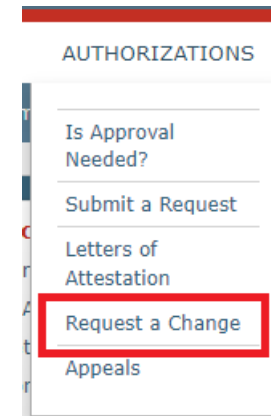 AUTHORIZATIONS
Is Approval
Needed?
Submit a Request
Letters of
Attestation
Request a Change
Appeals